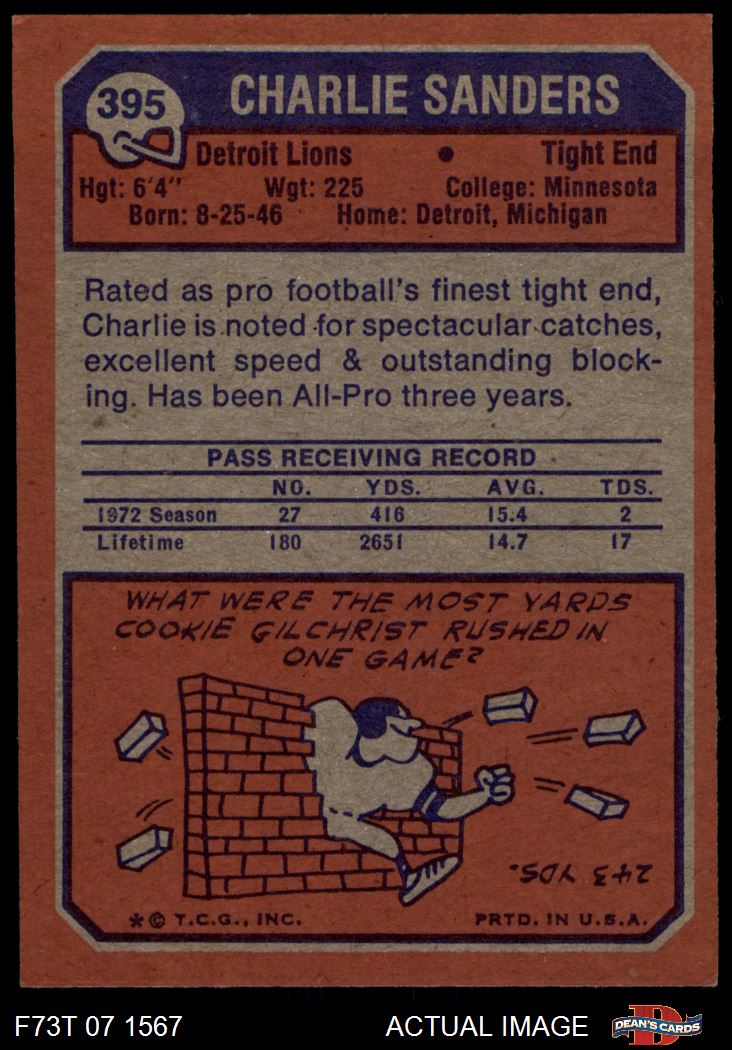 395
CHARLIE SANDERS
Detroit Lions • Tight End
Hgt: 6'4" Wgt: 225 College: Minnesota
Born: 8-25-46 Home: Detroit, Michigan
Rated as pro football's finest tight end,
Charlie is noted for spectacular catches,
excellent speed & outstanding block-
ing. Has been All-Pro three years.
PASS RECEIVING RECORD
NO. YDS. AVG. TDS.
1972 Season 27 416 15.4 2
Lifetime 180 2651 14.7 17
WHAT WERE THE MOST YARDS
COOKIE GILCHRIST RUSHED IN
ONE GAME?
243 YDS.
*© T.C.G., INC. PRTD. IN U.S.A.
F73T 07 1567 ACTUAL IMAGE
D
DEAN'S CARDS